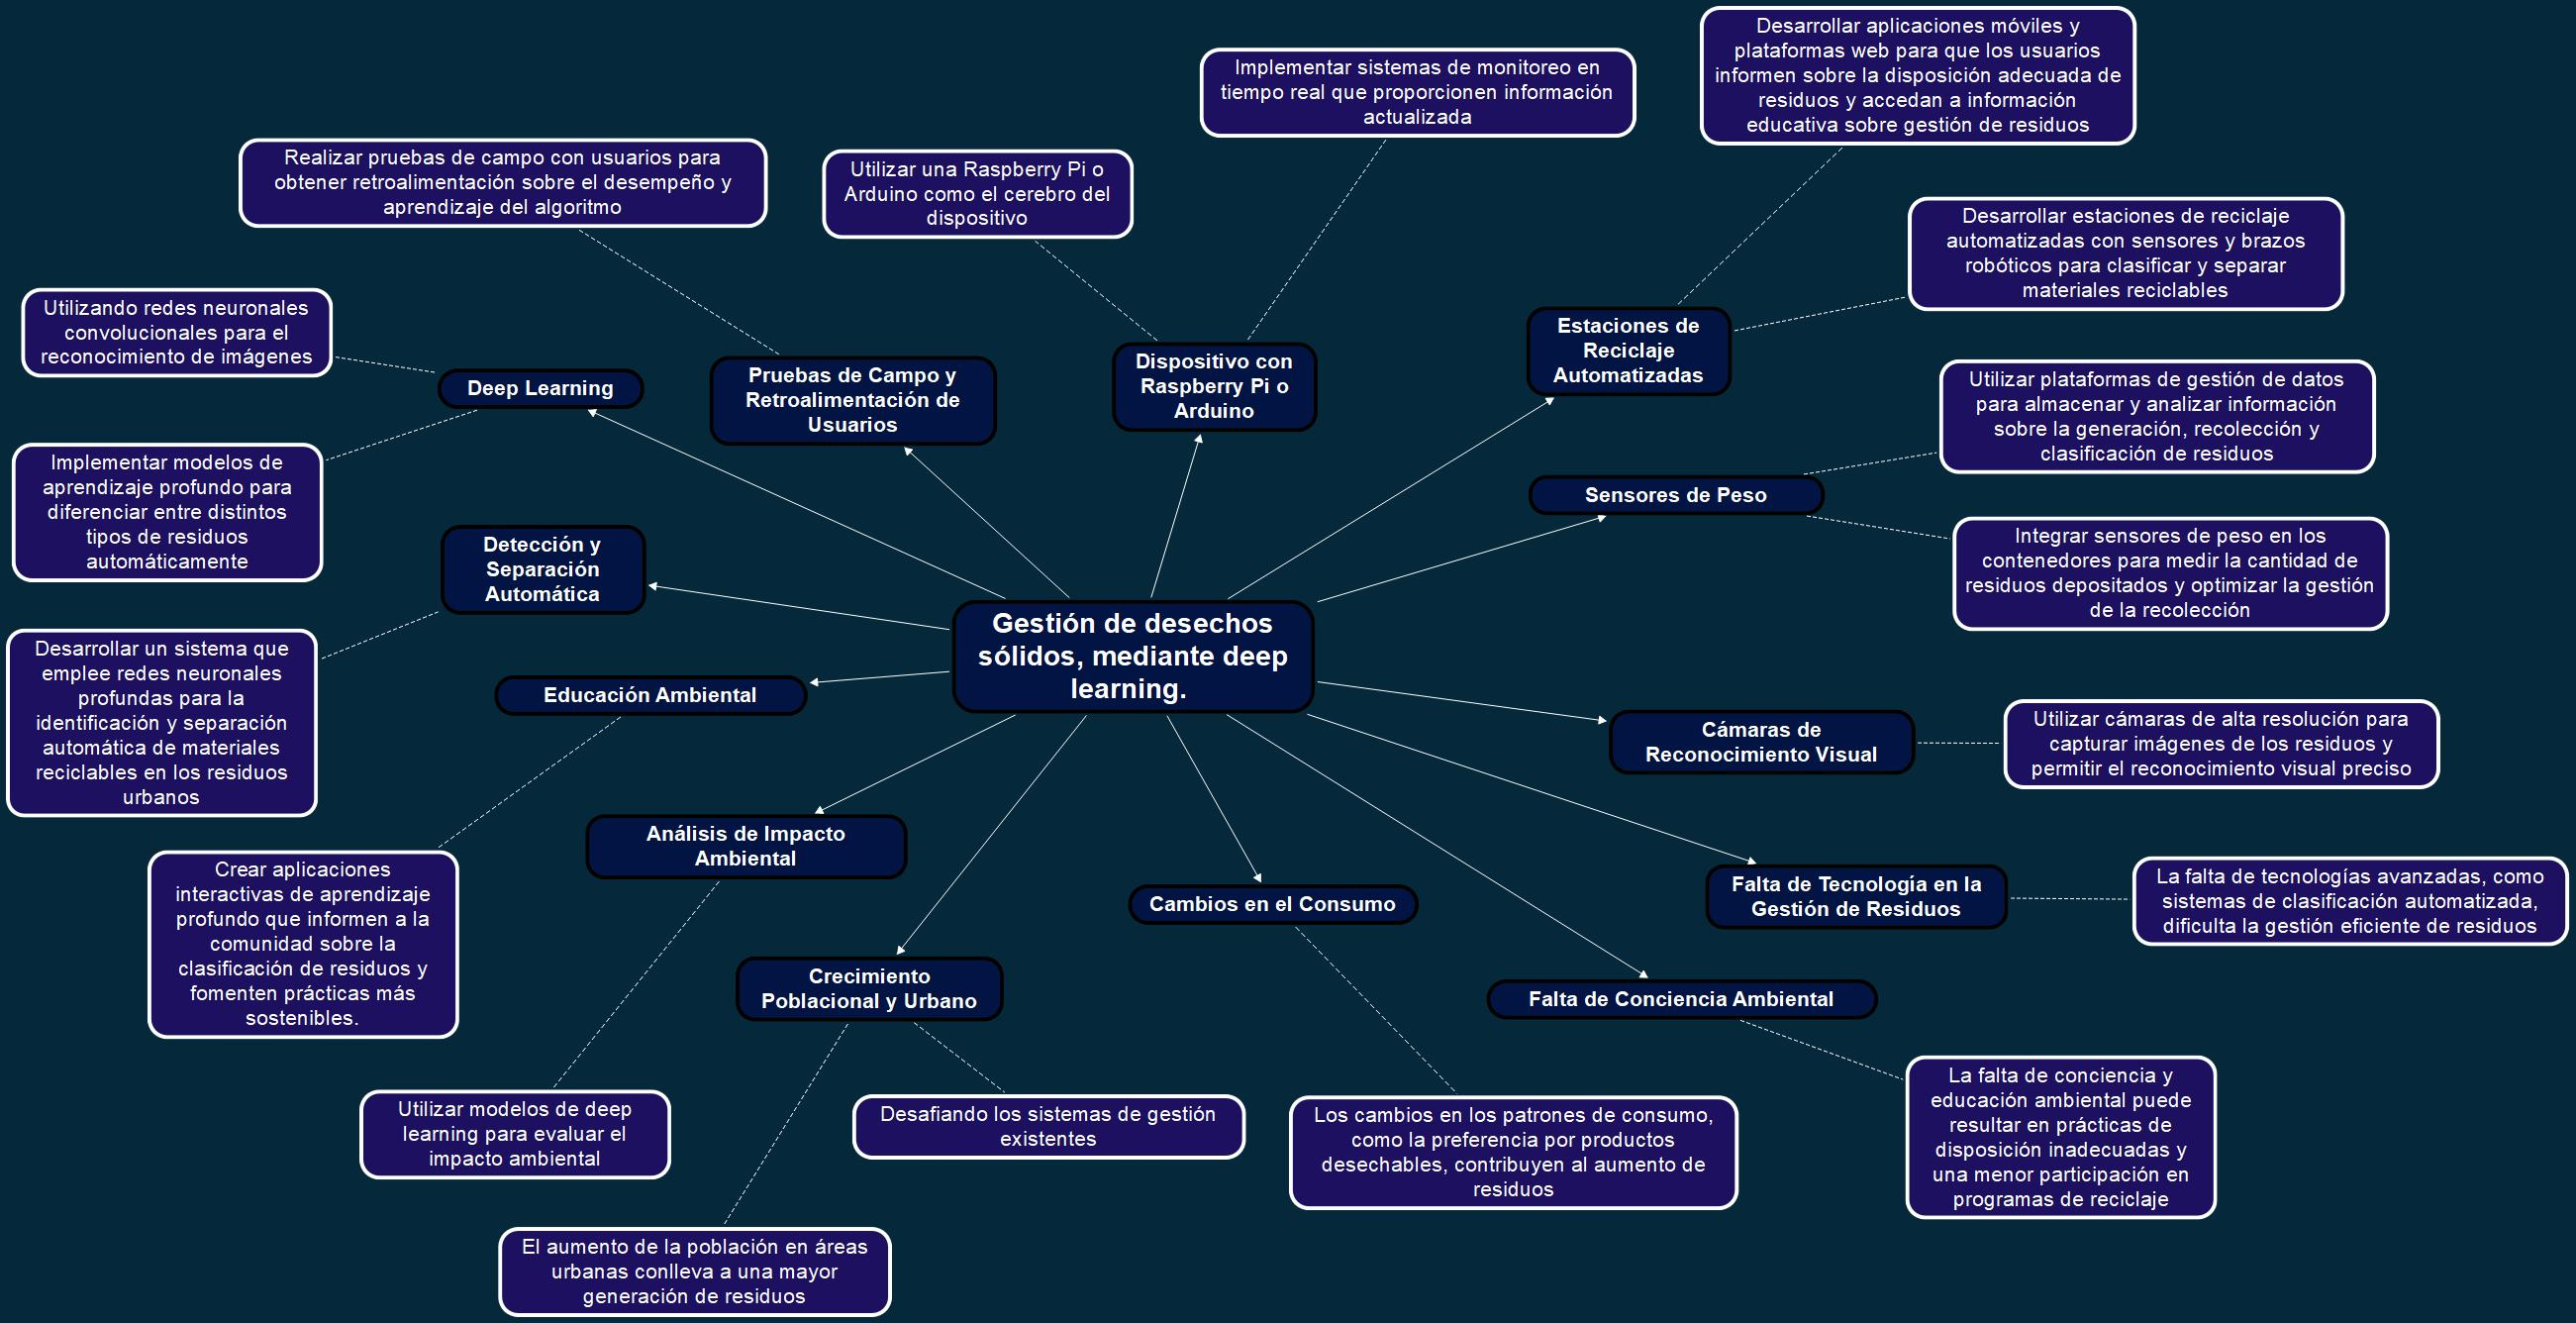 Desarrollar aplicaciones móviles y
plataformas web para que los usuarios
informen sobre la disposición adecuada de
residuos y accedan a información
educativa sobre gestión de residuos
Implementar sistemas de monitoreo en
tiempo real que proporcionen información
actualizada
Realizar pruebas de campo con usuarios para
obtener retroalimentación sobre el desempeño y
aprendizaje del algoritmo
Utilizar una Raspberry Pi o
Arduino como el cerebro del
dispositivo
Desarrollar estaciones de reciclaje
automatizadas con sensores y brazos
robóticos para clasificar y separar
materiales reciclables
Utilizando redes neuronales
convolucionales para el
reconocimiento de imágenes
Deep Learning
Pruebas de Campo y
Retroalimentación de
Usuarios
Dispositivo con
Raspberry Pi o
Arduino
Estaciones de
Reciclaje
Automatizadas
Utilizar plataformas de gestión de datos
para almacenar y analizar información
sobre la generación, recolección y
clasificación de residuos
Implementar modelos de
aprendizaje profundo para
diferenciar entre distintos
tipos de residuos
automáticamente
Sensores de Peso
Detección y
Separación
Automática
Integrar sensores de peso en los
contenedores para medir la cantidad de
residuos depositados y optimizar la gestión
de la recolección
Gestión de desechos
sólidos, mediante deep
learning.
Desarrollar un sistema que
emplee redes neuronales
profundas para la
identificación y separación
automática de materiales
reciclables en los residuos
urbanos
Educación Ambiental
Cámaras de
Reconocimiento Visual
Utilizar cámaras de alta resolución para
capturar imágenes de los residuos y
permitir el reconocimiento visual preciso
Análisis de Impacto
Ambiental
Crear aplicaciones
interactivas de aprendizaje
profundo que informen a la
comunidad sobre la
clasificación de residuos y
fomenten prácticas más
sostenibles.
Cambios en el Consumo
Falta de Tecnología en la
Gestión de Residuos
La falta de tecnologías avanzadas, como
sistemas de clasificación automatizada,
dificulta la gestión eficiente de residuos
Crecimiento
Poblacional y Urbano
Falta de Conciencia Ambiental
Utilizar modelos de deep
learning para evaluar el
impacto ambiental
Desafiando los sistemas de gestión
existentes
Los cambios en los patrones de consumo,
como la preferencia por productos
desechables, contribuyen al aumento de
residuos
La falta de conciencia y
educación ambiental puede
resultar en prácticas de
disposición inadecuadas y
una menor participación en
programas de reciclaje
El aumento de la población en áreas
urbanas conlleva a una mayor
generación de residuos